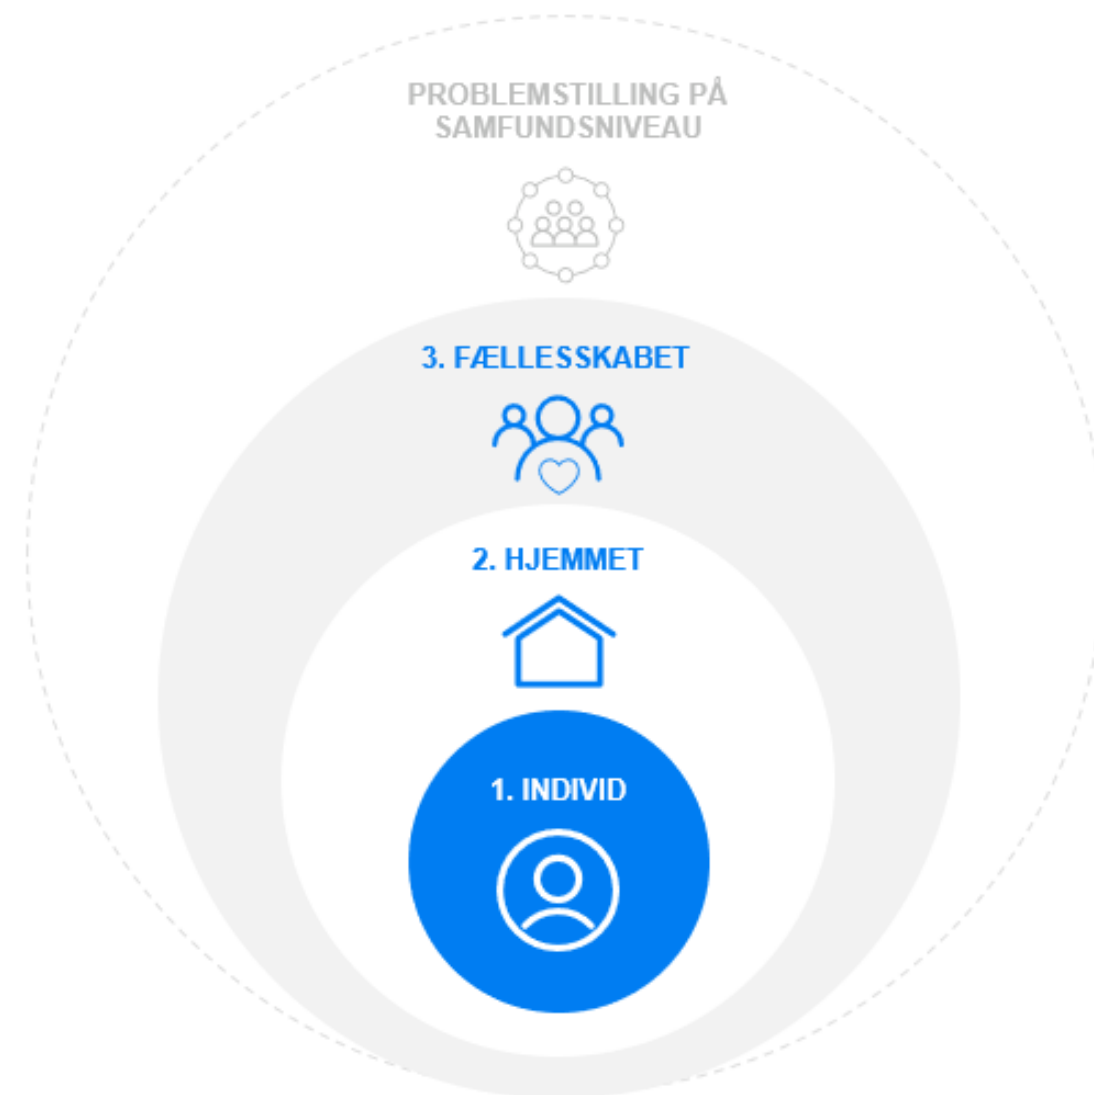 PROBLEMSTILLING PÅ
SAMFUNDSNIVEAU
3. FÆLLESSKABET
2. HJEMMET
1. INDIVID